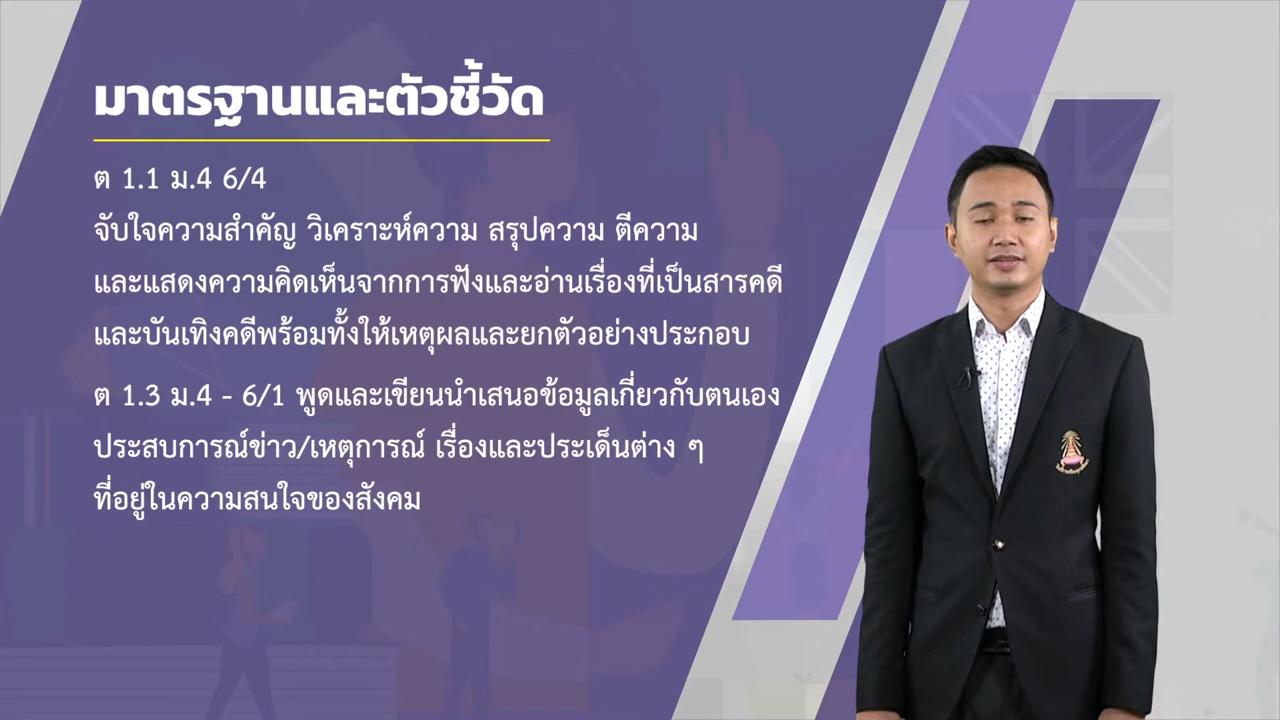 มาตรฐานและตัวชี้วัด
ต 1.1 ม.4 6/4
จับใจความสำคัญ วิเคราะห์ความ สรุปความ ตีความ
และแสดงความคิดเห็นจากการฟังและอ่านเรื่องที่เป็นสารคดี
และบันเทิงคดีพร้อมทั้งให้เหตุผลและยกตัวอย่างประกอบ
ต 1.3 ม.4 - 6/1 พูดและเขียนนำเสนอข้อมูลเกี่ยวกับตนเอง
ประสบการณ์ข่าว/เหตุการณ์ เรื่องและประเด็นต่าง ๆ
ที่อยู่ในความสนใจของสังคม